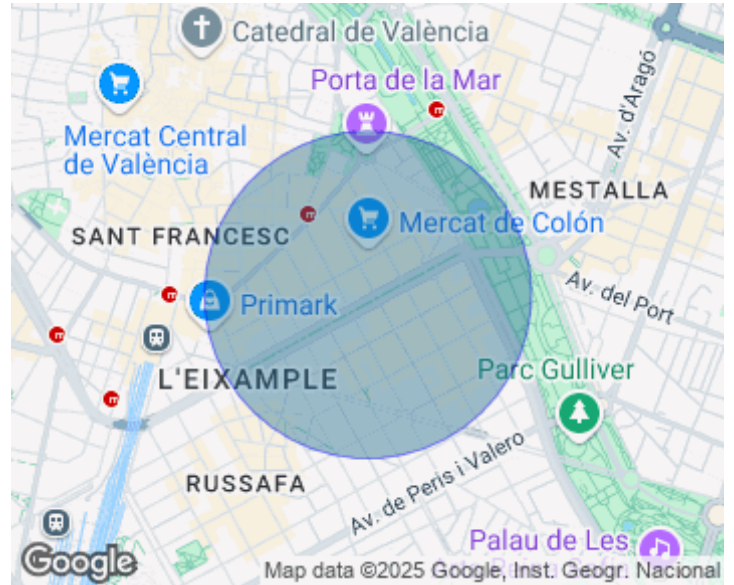 Catedral de València
Porta de la Mar
Av. d'Aragó
Mercat Central
de València
MESTALLA
Mercat de Colón
SANT FRANCESC
Av. del Port
Primark
Parc Gulliver
L'EIXAMPLE
RUSSAFA
Av. de Peris i Valero
Palau de Les
Google
Map data ©2025 Google, Inst. Geogr. Nacional